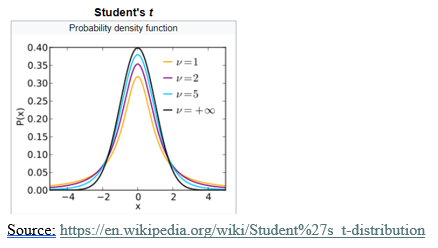 Student's t
Probability density function
0.40
0.35
0.30
0.25
0.20
0.15
0.10
0.05
0.00
P(x)
ν=1
ν=2
ν=5
ν=+∞
−4 −2 0 2 4
x
Source: https://en.wikipedia.org/wiki/Student%27s_t-distribution